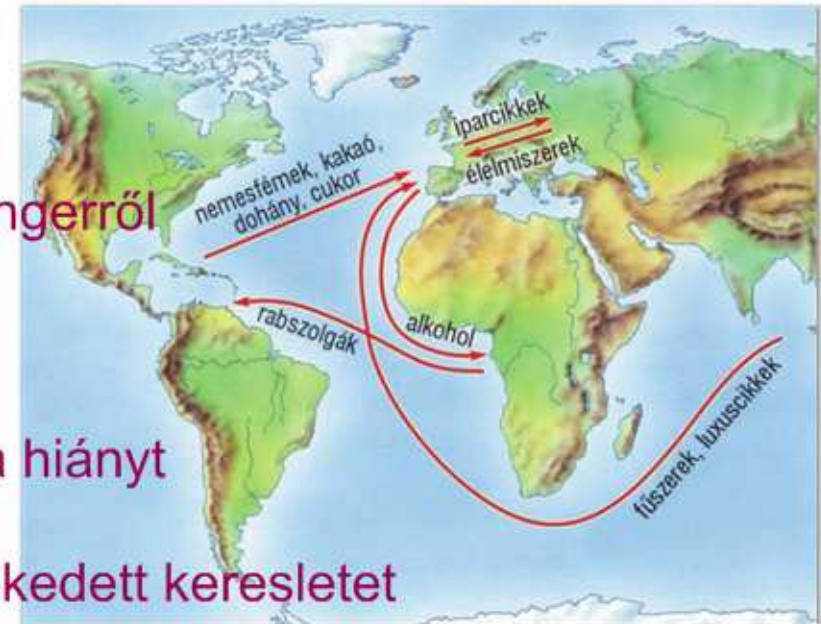 iparcikkek
élelmiszerek
nemesfémek, kakaó,
dohány, cukor
ngerről
rabszolgák
alkohol
fűszerek, luxuscikkek
a hiányt
kedett keresletet